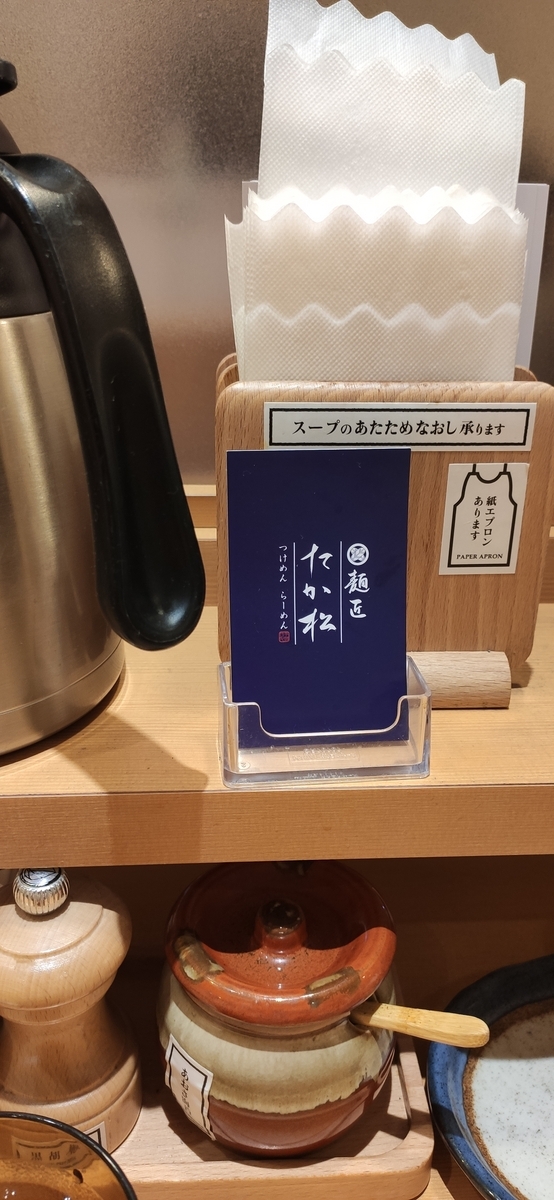 スープのあたためなおし承ります
紙エプロン
あります
PAPER APRON
麺匠
たか松
つけめん らーめん
黒胡